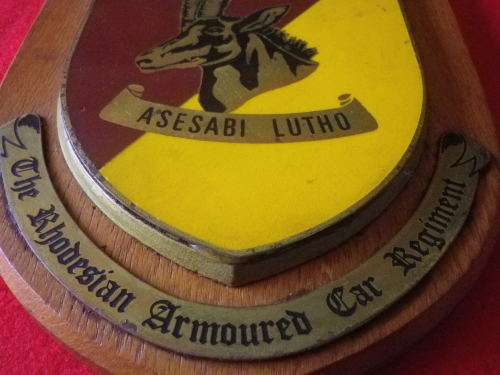 ASESABI LUTHO
The Rhodesian Armoured Car Regiment